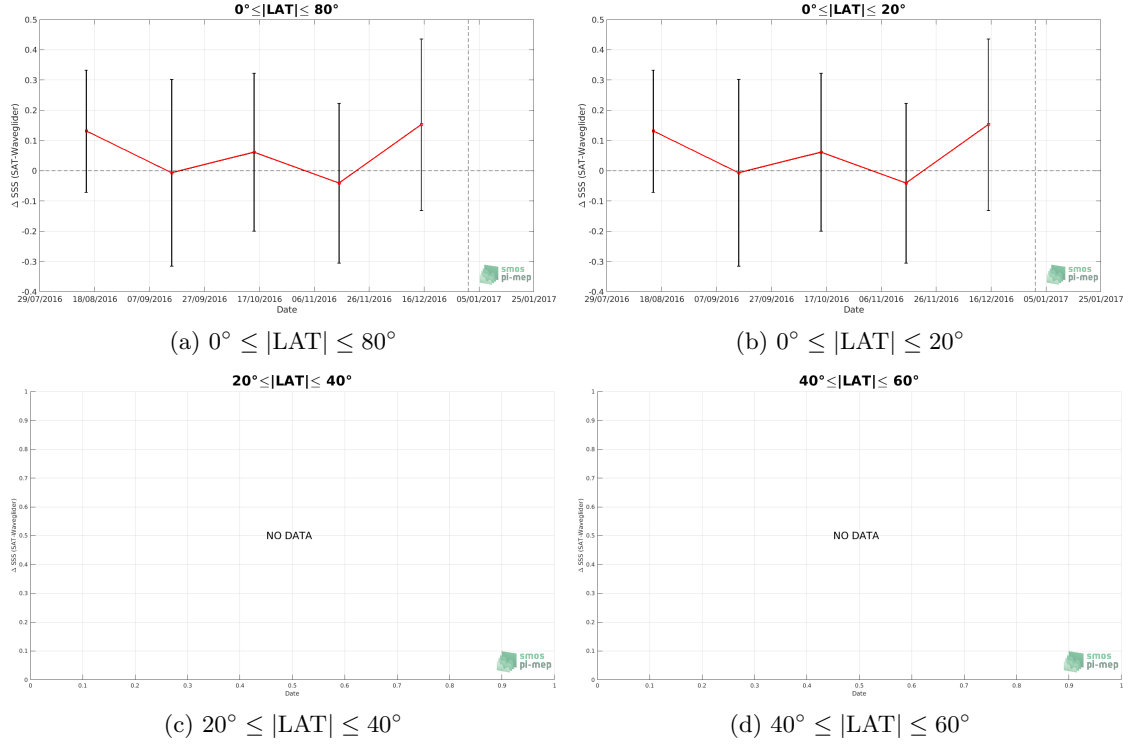 0°≤|LAT|≤ 80°
0.5
0.4
0.3
0.2
0.1
0
-0.1
-0.2
-0.3
-0.4
Δ SSS (SAT-Waveglider)
29/07/2016 18/08/2016 07/09/2016 27/09/2016 17/10/2016 06/11/2016 26/11/2016 16/12/2016 05/01/2017 25/01/2017
Date
smos
pi-mep
(a) 0° ≤ |LAT| ≤ 80°
0°≤|LAT|≤ 20°
0.5
0.4
0.3
0.2
0.1
0
-0.1
-0.2
-0.3
-0.4
Δ SSS (SAT-Waveglider)
29/07/2016 18/08/2016 07/09/2016 27/09/2016 17/10/2016 06/11/2016 26/11/2016 16/12/2016 05/01/2017 25/01/2017
Date
smos
pi-mep
(b) 0° ≤ |LAT| ≤ 20°
20°≤|LAT|≤ 40°
1
0.9
0.8
0.7
0.6
0.5
0.4
0.3
0.2
0.1
0
Δ SSS (SAT-Waveglider)
NO DATA
0 0.1 0.2 0.3 0.4 0.5 0.6 0.7 0.8 0.9 1
Date
smos
pi-mep
(c) 20° ≤ |LAT| ≤ 40°
40°≤|LAT|≤ 60°
1
0.9
0.8
0.7
0.6
0.5
0.4
0.3
0.2
0.1
0
Δ SSS (SAT-Waveglider)
NO DATA
0 0.1 0.2 0.3 0.4 0.5 0.6 0.7 0.8 0.9 1
Date
smos
pi-mep
(d) 40° ≤ |LAT| ≤ 60°